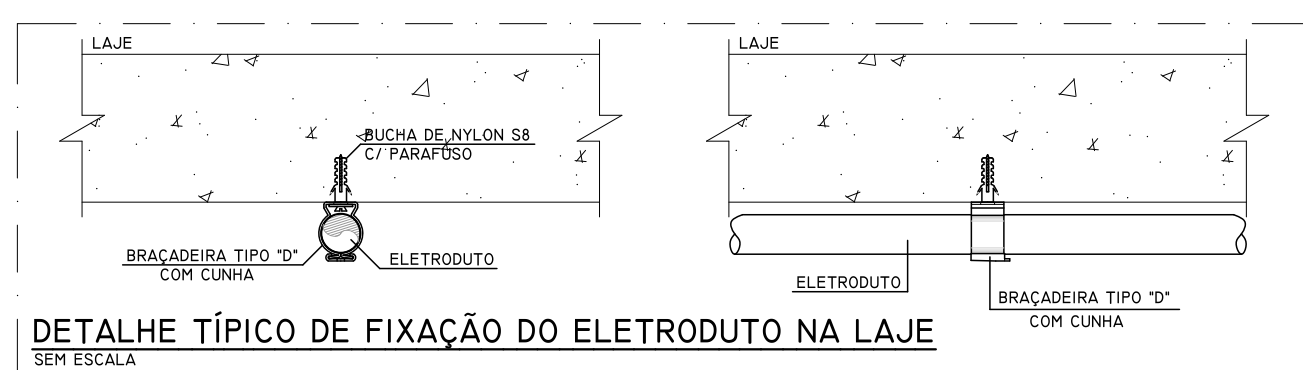 LAJE
BUCHA DE NYLON S8
C/ PARAFUSO
BRAÇADEIRA TIPO "D"
COM CUNHA
ELETRODUTO
LAJE
ELETRODUTO
BRAÇADEIRA TIPO "D"
COM CUNHA
DETALHE TÍPICO DE FIXAÇÃO DO ELETRODUTO NA LAJE
SEM ESCALA